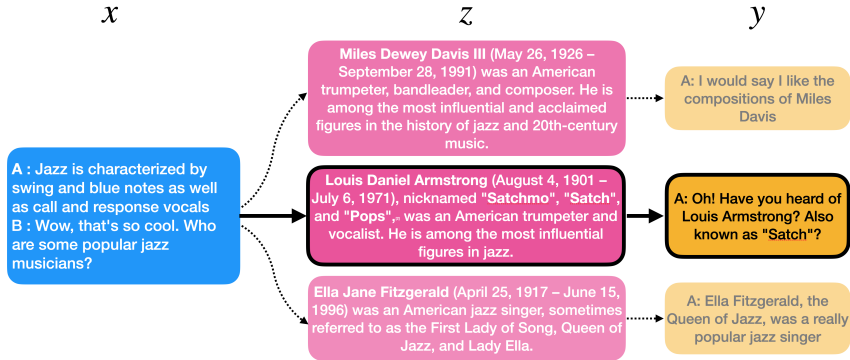 x
z
y
Miles Dewey Davis III (May 26, 1926 –
September 28, 1991) was an American
trumpeter, bandleader, and composer. He is
among the most influential and acclaimed
figures in the history of jazz and 20th-century
music.
A: I would say I like the
compositions of Miles
Davis
A : Jazz is characterized by
swing and blue notes as well
as call and response vocals
B : Wow, that's so cool. Who
are some popular jazz
musicians?
Louis Daniel Armstrong (August 4, 1901 –
July 6, 1971), nicknamed "Satchmo", "Satch",
and "Pops", was an American trumpeter and
vocalist. He is among the most influential
figures in jazz.
A: Oh! Have you heard of
Louis Armstrong? Also
known as "Satch"?
Ella Jane Fitzgerald (April 25, 1917 – June 15,
1996) was an American jazz singer, sometimes
referred to as the First Lady of Song, Queen of
Jazz, and Lady Ella.
A: Ella Fitzgerald, the
Queen of Jazz, was a really
popular jazz singer